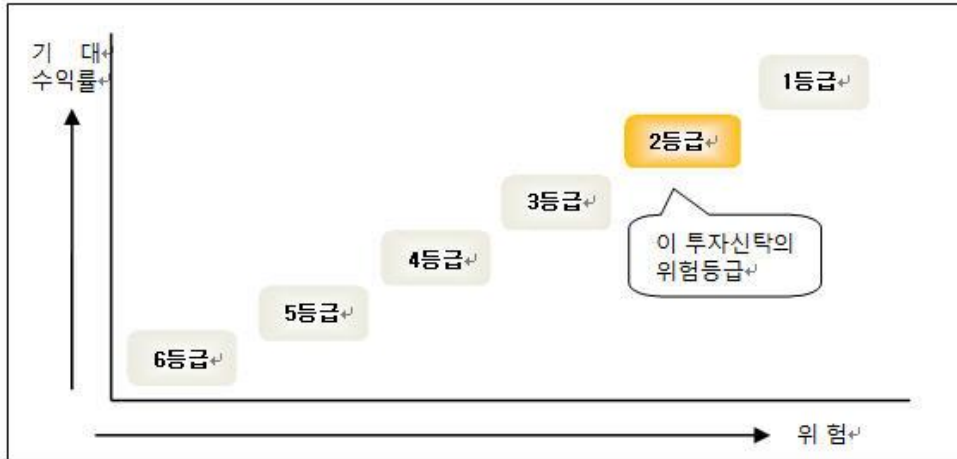 기 대
수익률
1등급
2등급
3등급
이 투자신탁의
위험등급
4등급
5등급
6등급
위 험